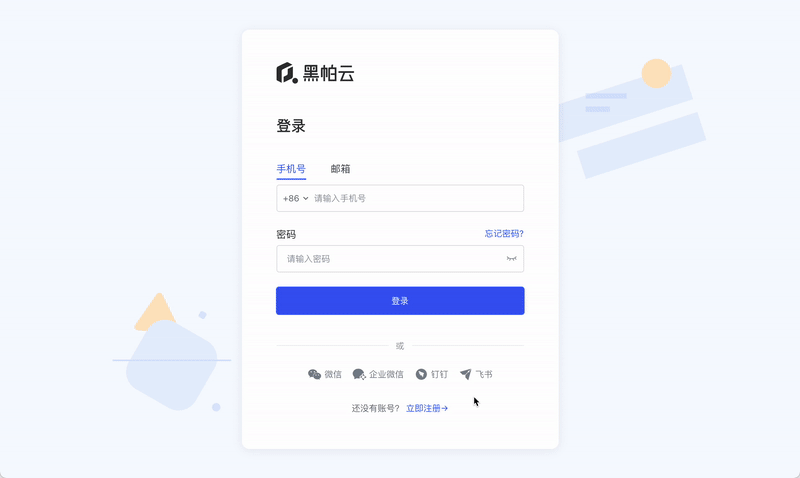 黑帕云
登录
手机号 邮箱
+86 请输入手机号
密码 忘记密码?
请输入密码
登录
或
微信 企业微信 钉钉 飞书
还没有账号? 立即注册→